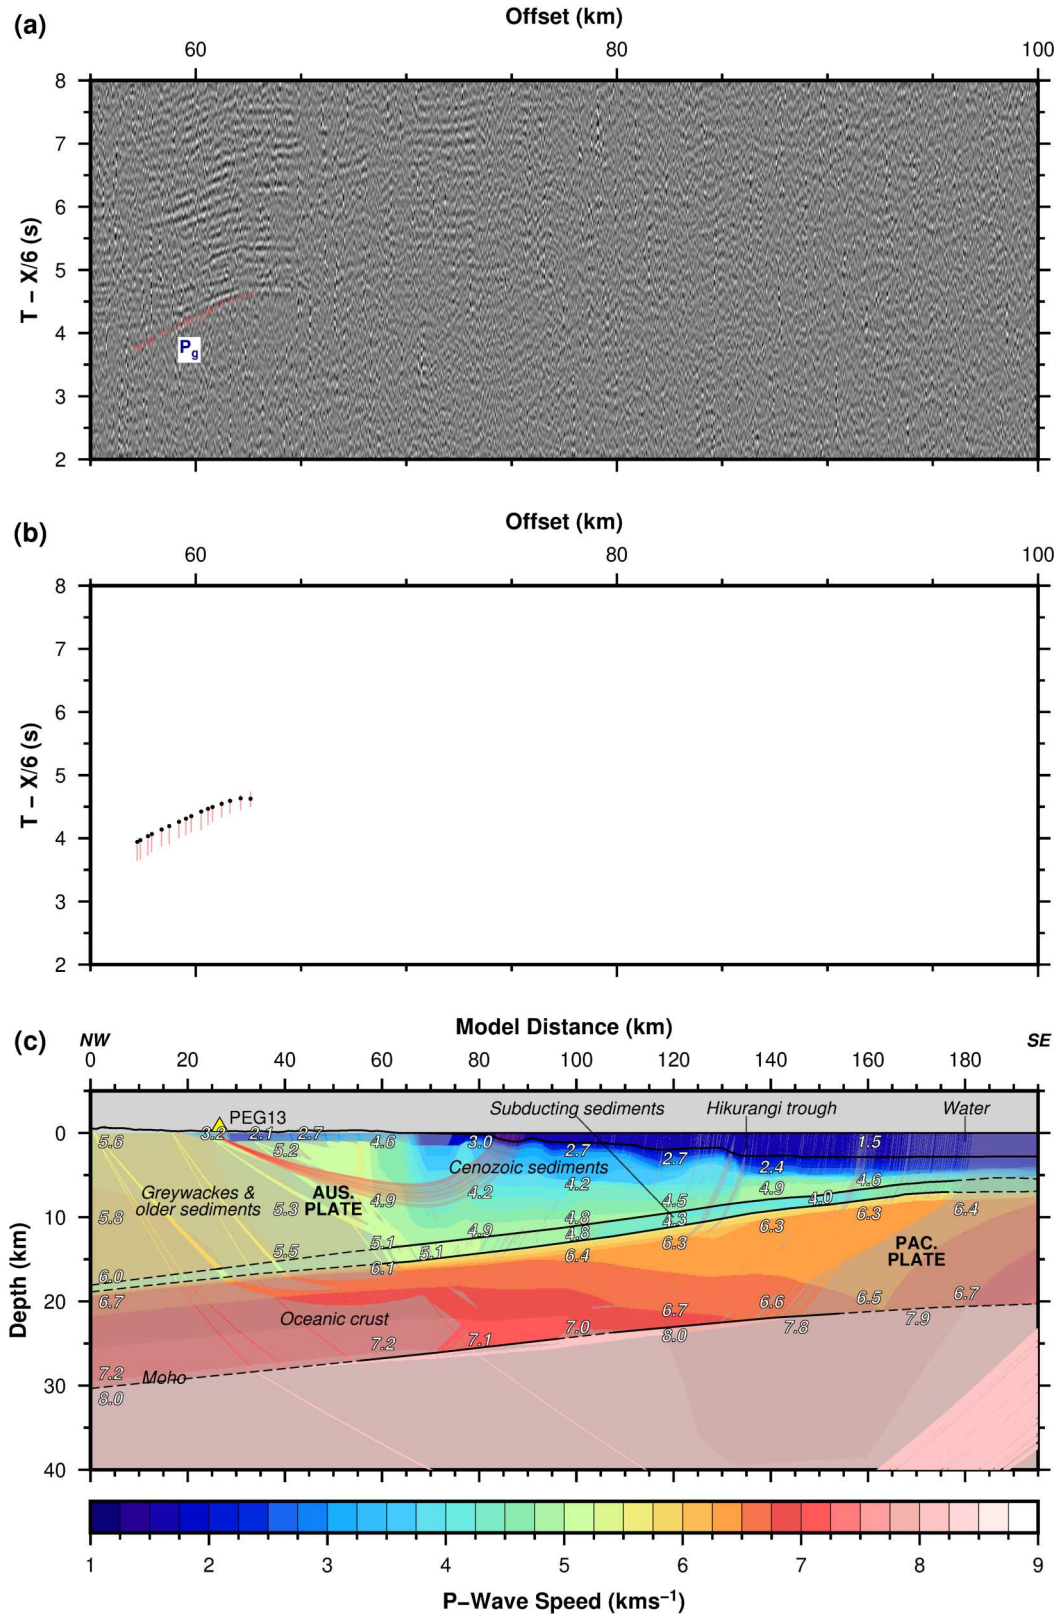 (a)
Offset (km)
60 80 100
8
7
6
5
4
3
2
T − X/6 (s)
Pg
(b)
Offset (km)
60 80 100
8
7
6
5
4
3
2
T − X/6 (s)
(c)
Model Distance (km)
NW SE
0 20 40 60 80 100 120 140 160 180
PEG13 Subducting sediments Hikurangi trough Water
0
10
20
30
40
Depth (km)
5.6 3.2 2.1 2.7 4.6 3.0 2.7 2.7 2.4 1.5
5.2
Cenozoic sediments
Greywackes &
older sediments
AUS.
PLATE
5.8 5.3 4.9 4.2 4.2 4.5 4.9 4.0 4.6
5.5 5.1 5.1 4.9 4.8 4.8 4.3 6.3 6.3 6.3 6.4
6.0 6.1 6.4
PAC.
PLATE
6.7 6.7 6.6 6.5 6.7
Oceanic crust
7.2 7.1 7.0 8.0 7.8 7.9
7.2
Moho
8.0
1 2 3 4 5 6 7 8 9
P−Wave Speed (kms−1)